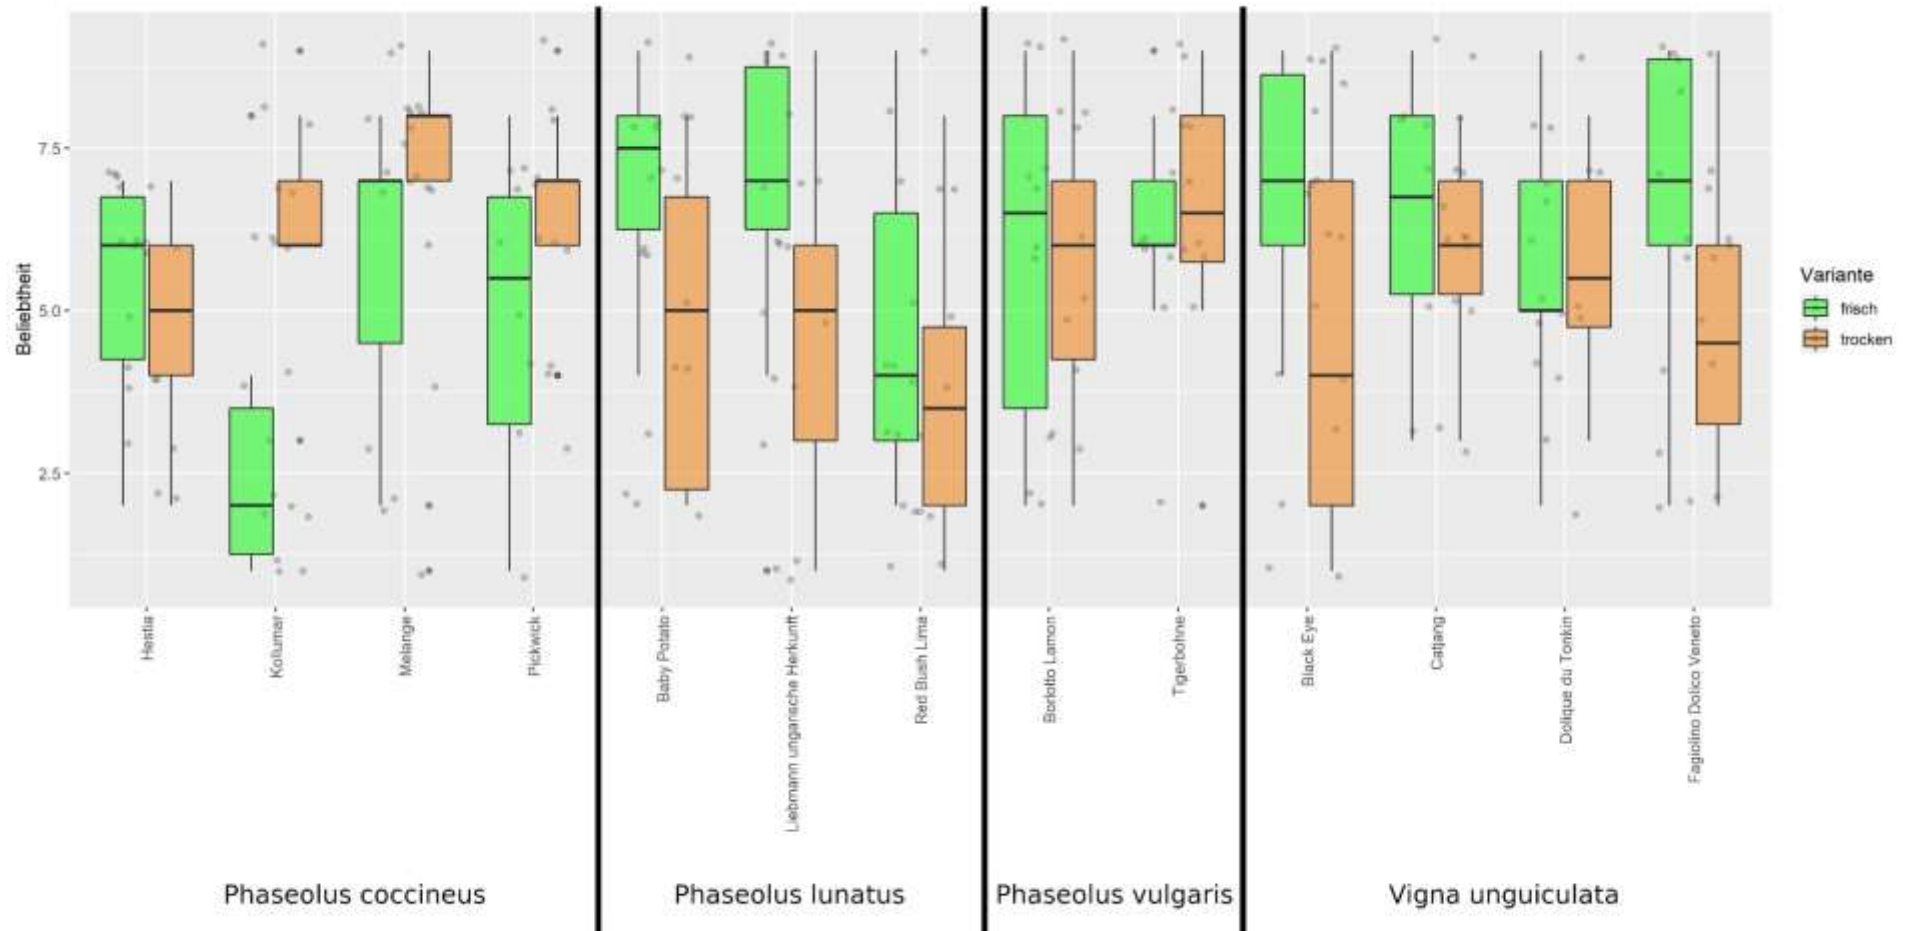 Beliebtheit
7.5
5.0
2.5
Hestia
Kollumar
Melange
Pickwick
Baby Potato
Liebmann ungarische Herkunft
Red Bush Lima
Borlotto Lamon
Tigerbohne
Black Eye
Catjang
Dolique du Tonkin
Fagiolino Dolico Veneto
Variante
frisch
trocken
Phaseolus coccineus
Phaseolus lunatus
Phaseolus vulgaris
Vigna unguiculata